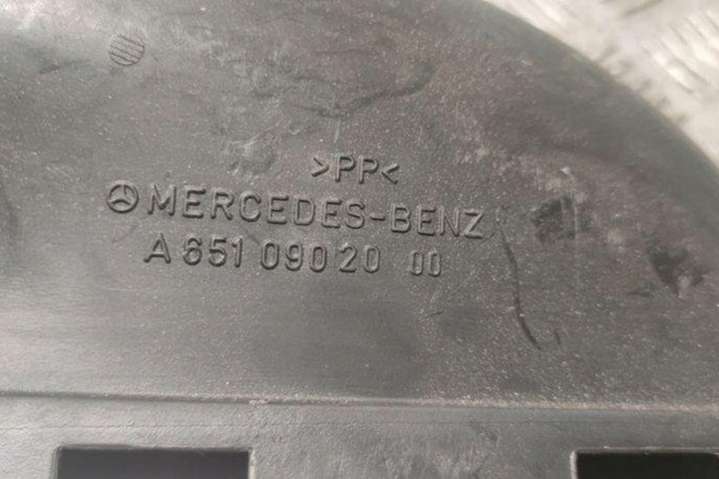 >PP<
MERCEDES-BENZ
A 651 090 20 00